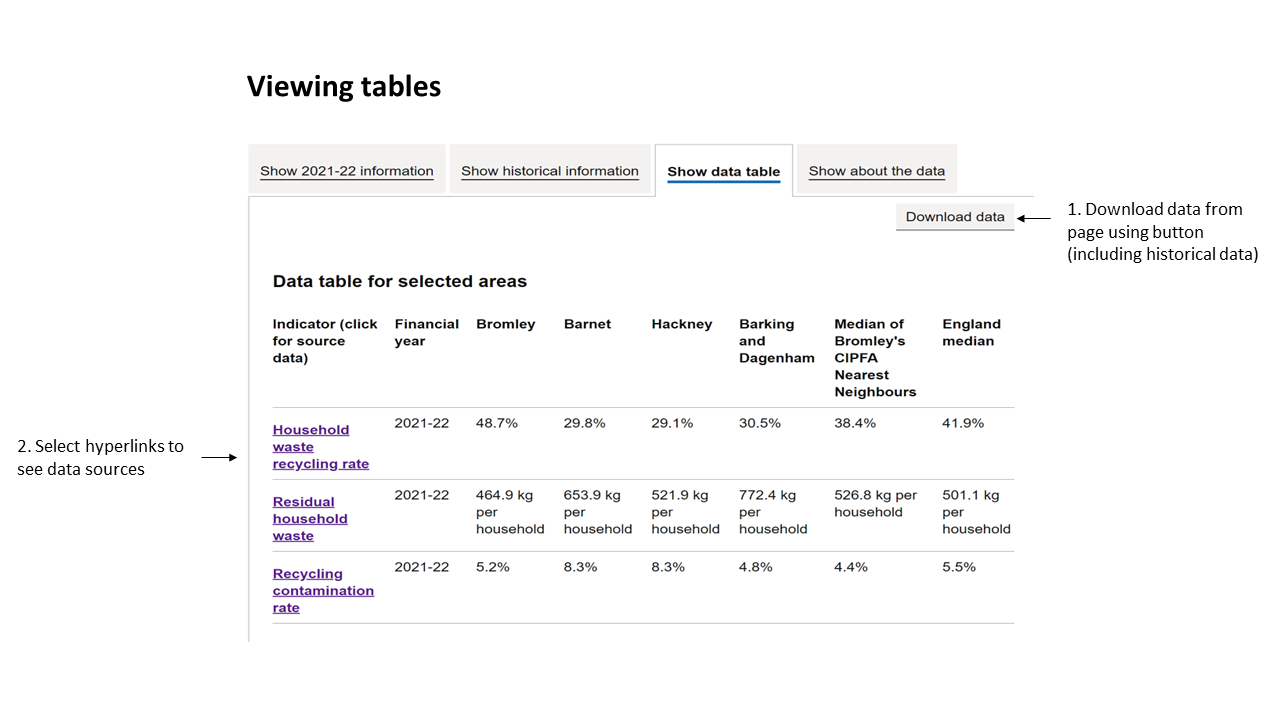 Viewing tables
Show 2021-22 information
Show historical information
Show data table
Show about the data
Download data
1. Download data from
page using button
(including historical data)
Data table for selected areas
Indicator (click
for source
data)
Financial
year
Bromley
Barnet
Hackney
Barking
and
Dagenham
Median of
Bromley's
CIPFA
Nearest
Neighbours
England
median
2. Select hyperlinks to
see data sources
Household
waste
recycling rate
2021-22
48.7%
29.8%
29.1%
30.5%
38.4%
41.9%
Residual
household
waste
2021-22
464.9 kg
per
household
653.9 kg
per
household
521.9 kg
per
household
772.4 kg
per
household
526.8 kg per
household
501.1 kg
per
household
Recycling
contamination
rate
2021-22
5.2%
8.3%
8.3%
4.8%
4.4%
5.5%